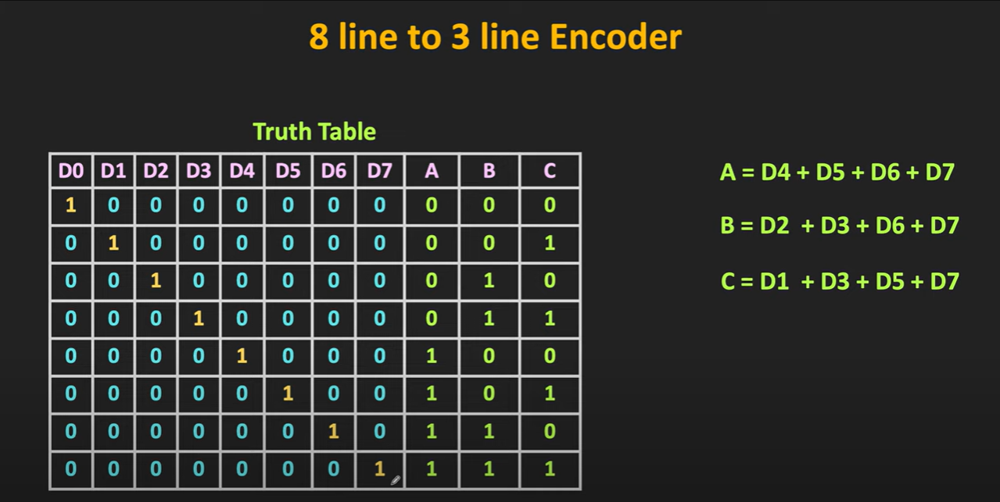 8 line to 3 line Encoder
Truth Table
D0 D1 D2 D3 D4 D5 D6 D7 A B C
1 0 0 0 0 0 0 0 0 0 0
0 1 0 0 0 0 0 0 0 0 1
0 0 1 0 0 0 0 0 0 1 0
0 0 0 1 0 0 0 0 0 1 1
0 0 0 0 1 0 0 0 1 0 0
0 0 0 0 0 1 0 0 1 0 1
0 0 0 0 0 0 1 0 1 1 0
0 0 0 0 0 0 0 1 1 1 1
A = D4 + D5 + D6 + D7
B = D2 + D3 + D6 + D7
C = D1 + D3 + D5 + D7